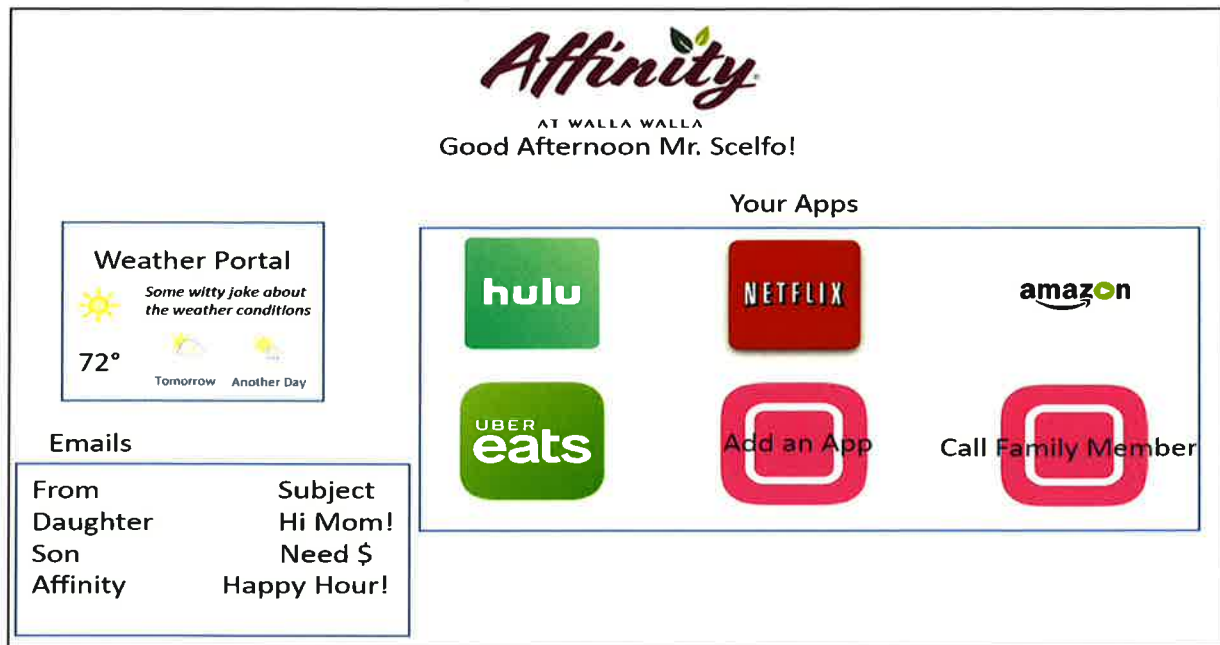 Affinity
AT WALLA WALLA
Good Afternoon Mr. Scelfo!
Your Apps
Weather Portal
Some witty joke about
the weather conditions
72°
Tomorrow Another Day
hulu
NETFLIX
amazon
UBER
eats
Add an App
Call Family Member
Emails
From Subject
Daughter Hi Mom!
Son Need $
Affinity Happy Hour!